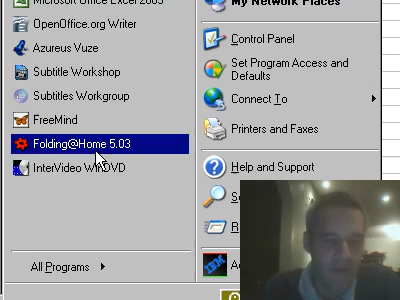 Microsoft Office Excel 2003
OpenOffice.org Writer
Azureus Vuze
Subtitle Workshop
Subtitles Workgroup
FreeMind
Folding@Home 5.03
InterVideo WinDVD
All Programs
My Network Places
Control Panel
Set Program Access and
Defaults
Connect To
Printers and Faxes
Help and Support
IBM